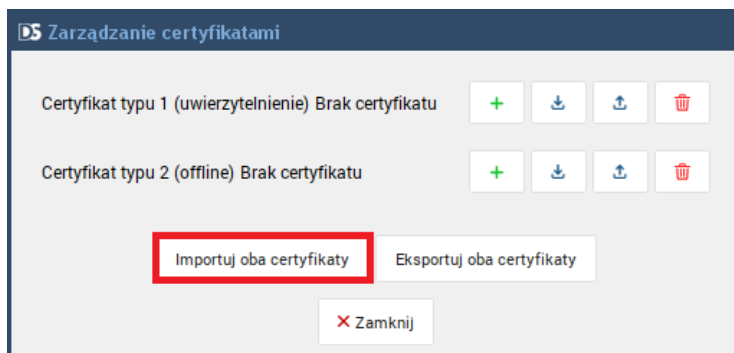 DS Zarządzanie certyfikatami
Certyfikat typu 1 (uwierzytelnienie) Brak certyfikatu
Certyfikat typu 2 (offline) Brak certyfikatu
Importuj oba certyfikaty Eksportuj oba certyfikaty
Zamknij